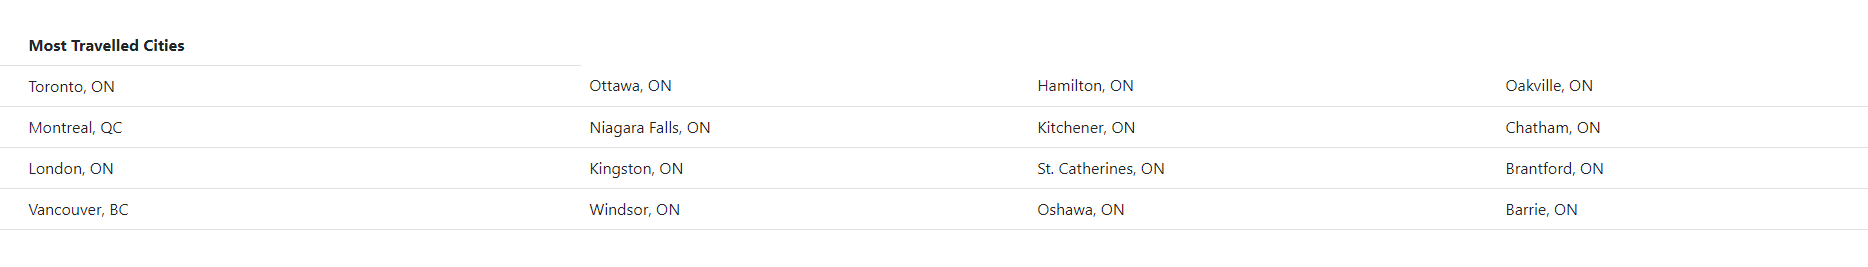 Most Travelled Cities
Toronto, ON Ottawa, ON Hamilton, ON Oakville, ON
Montreal, QC Niagara Falls, ON Kitchener, ON Chatham, ON
London, ON Kingston, ON St. Catherines, ON Brantford, ON
Vancouver, BC Windsor, ON Oshawa, ON Barrie, ON